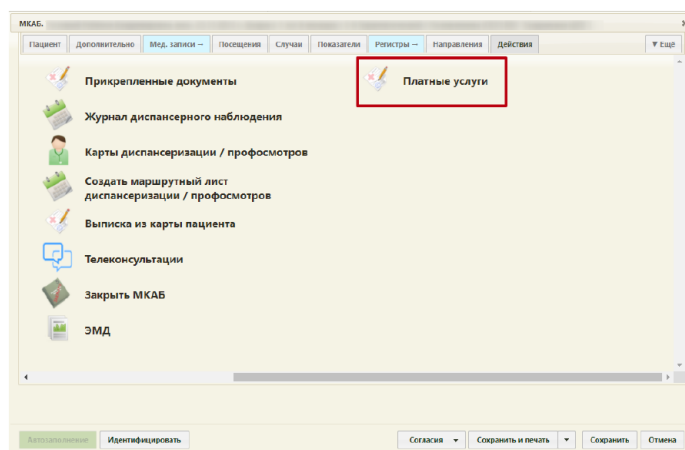 МКАБ.
Пациент Дополнительно Мед. записи Посещения Случаи Показатели Регистры Направления Действия Ещё
Прикрепленные документы Платные услуги
Журнал диспансерного наблюдения
Карты диспансеризации / профосмотров
Создать маршрутный лист
диспансеризации / профосмотров
Выписка из карты пациента
Телеконсультации
Закрыть МКАБ
ЭМД
Автозаполнение Идентифицировать Согласия Сохранить и печать Сохранить Отмена